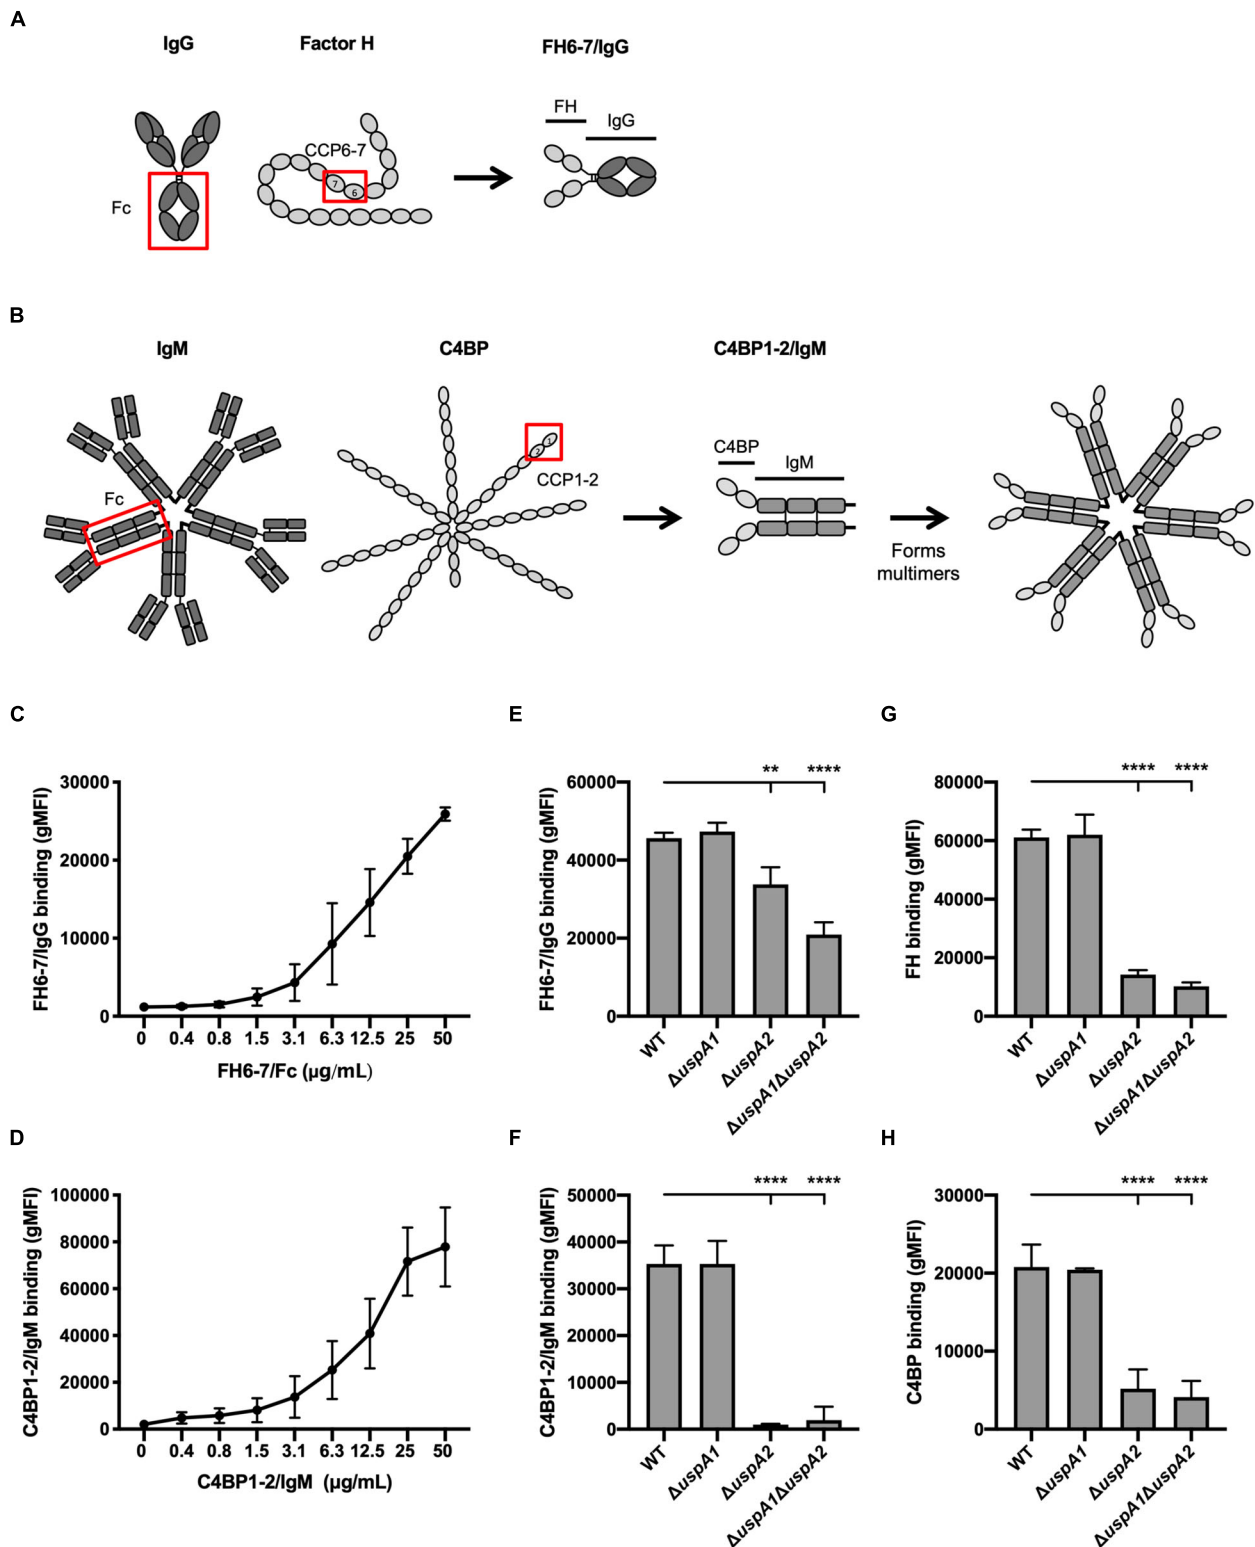 A
IgG
Factor H
FH6-7/IgG
FH
IgG
CCP6-7
7
6
Fc
B
IgM
C4BP
C4BP1-2/IgM
Fc
1
2
CCP1-2
C4BP
IgM
Forms
multimers
C
FH6-7/IgG binding (gMFI)
30000
20000
10000
0
0 0.4 0.8 1.5 3.1 6.3 12.5 25 50
FH6-7/Fc (µg/mL)
E
FH6-7/IgG binding (gMFI)
60000
40000
20000
0
** ****
WT
ΔuspA1
ΔuspA2
ΔuspA1ΔuspA2
G
FH binding (gMFI)
80000
60000
40000
20000
0
**** ****
WT
ΔuspA1
ΔuspA2
ΔuspA1ΔuspA2
D
C4BP1-2/IgM binding (gMFI)
100000
80000
60000
40000
20000
0
0 0.4 0.8 1.5 3.1 6.3 12.5 25 50
C4BP1-2/IgM (µg/mL)
F
C4BP1-2/IgM binding (gMFI)
50000
40000
30000
20000
10000
0
**** ****
WT
ΔuspA1
ΔuspA2
ΔuspA1ΔuspA2
H
C4BP binding (gMFI)
30000
20000
10000
0
**** ****
WT
ΔuspA1
ΔuspA2
ΔuspA1ΔuspA2